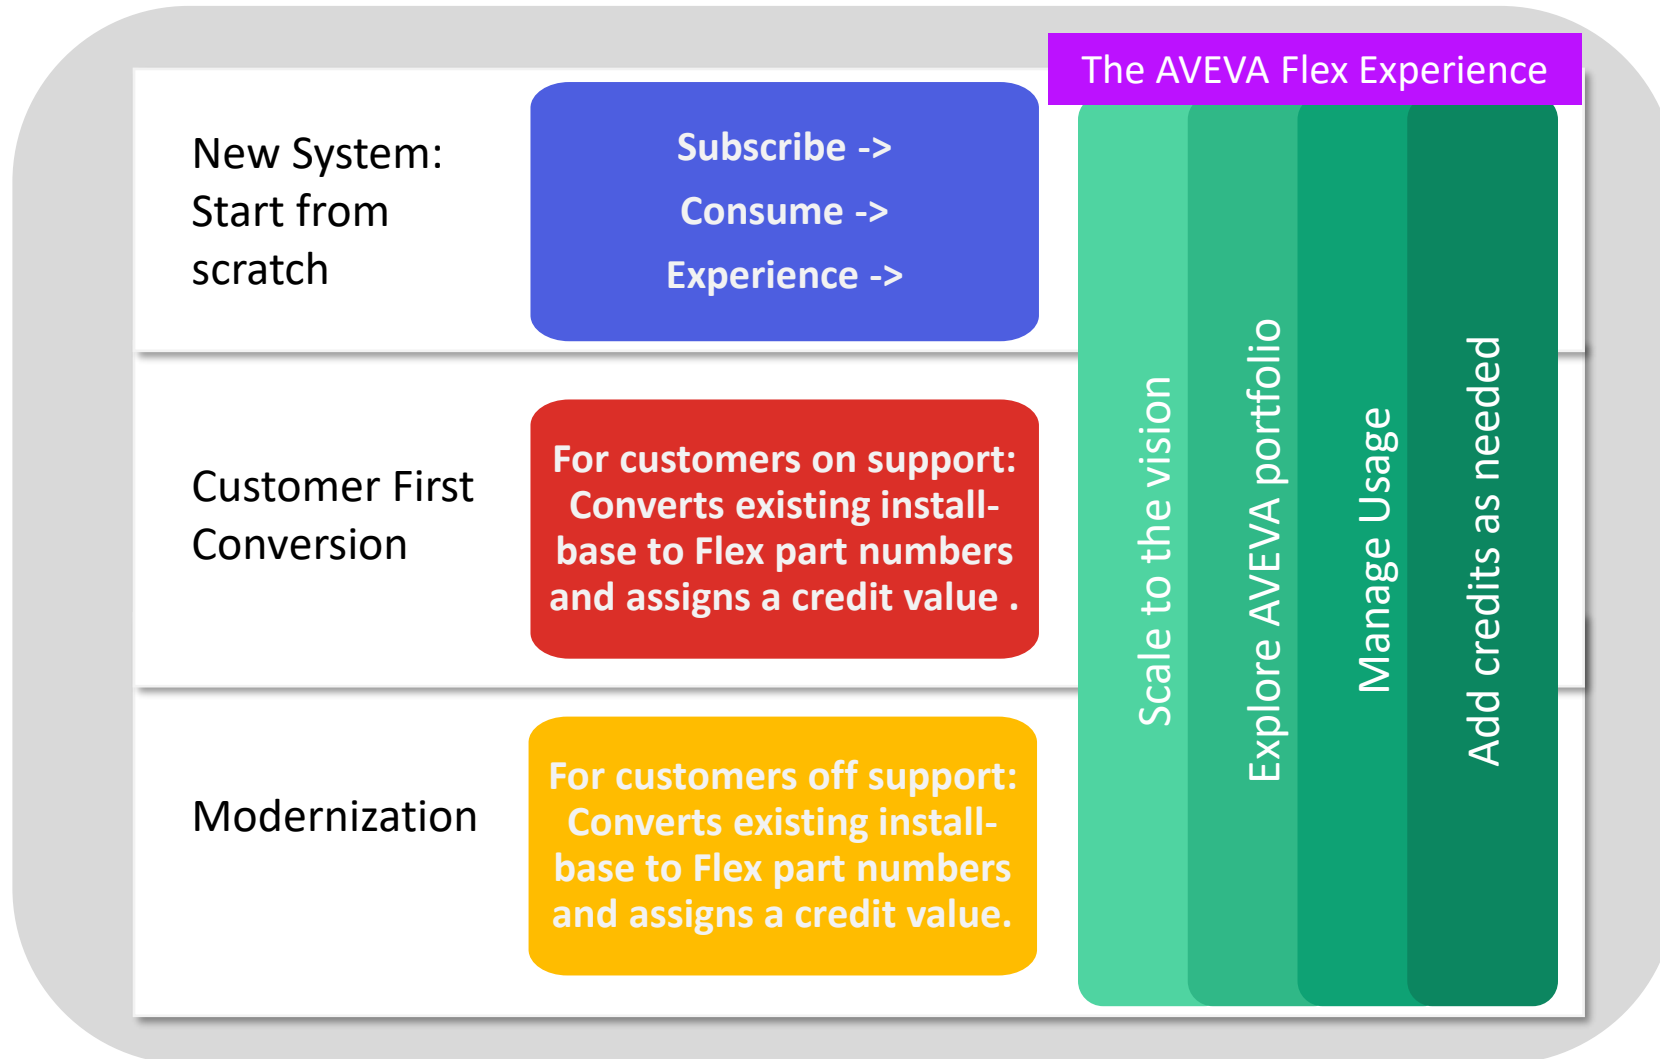 The AVEVA Flex Experience
New System:
Start from
scratch
Subscribe ->
Consume ->
Experience ->
Customer First
Conversion
For customers on support:
Converts existing install-
base to Flex part numbers
and assigns a credit value .
Modernization
For customers off support:
Converts existing install-
base to Flex part numbers
and assigns a credit value.
Scale to the vision
Explore AVEVA portfolio
Manage Usage
Add credits as needed